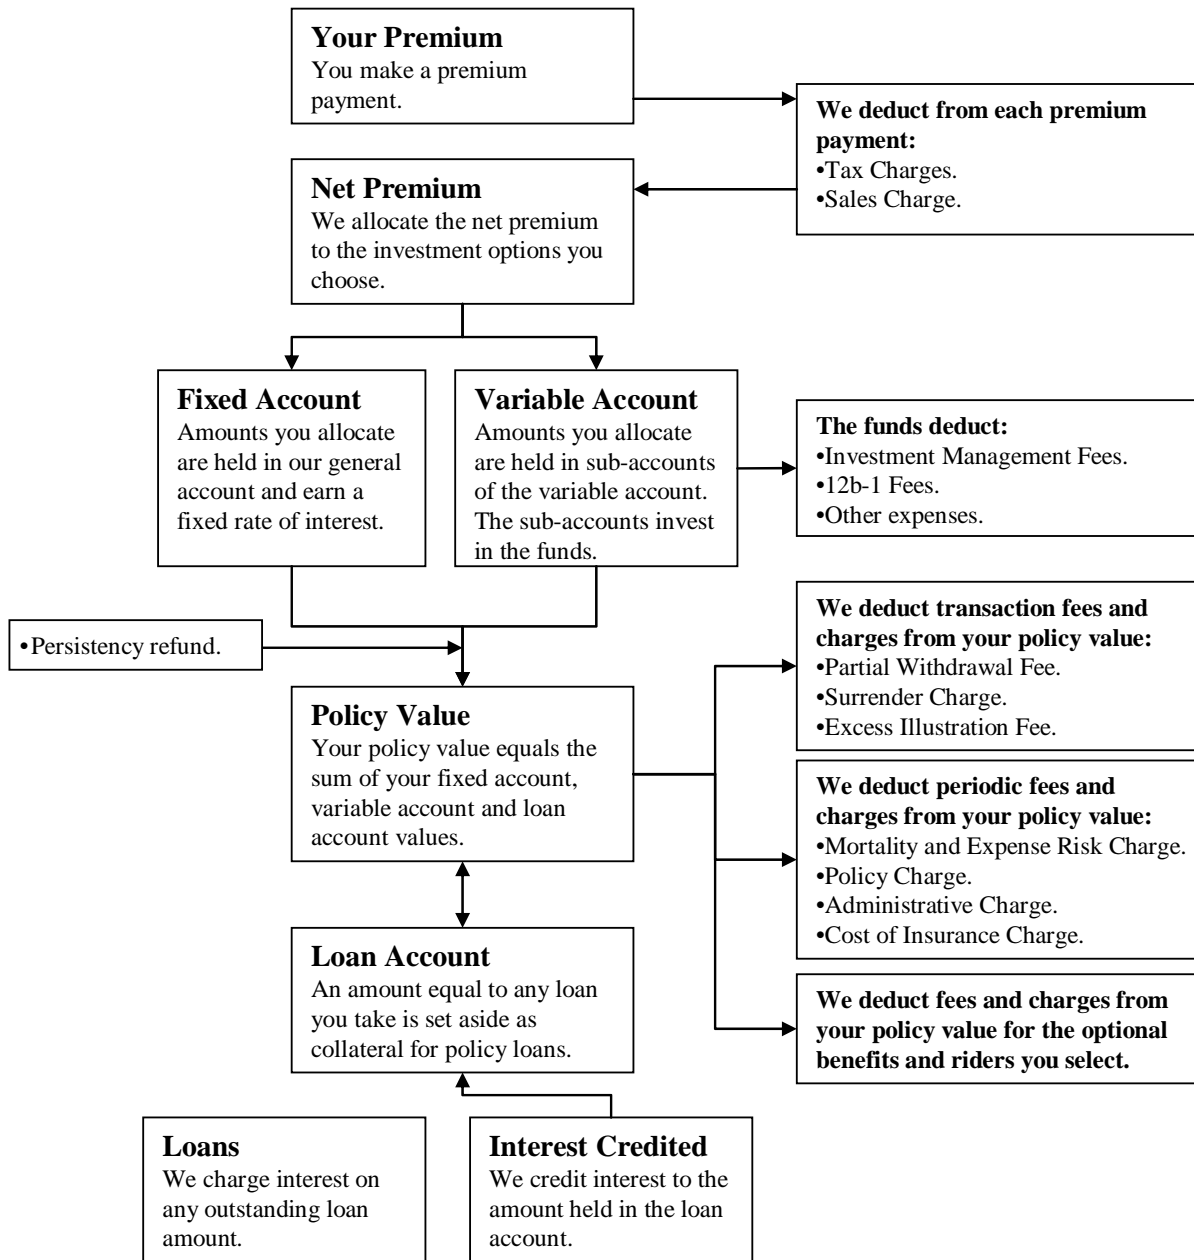 Your Premium
You make a premium
payment.
We deduct from each premium
payment:
•Tax Charges.
•Sales Charge.
Net Premium
We allocate the net premium
to the investment options you
choose.
Fixed Account
Amounts you allocate
are held in our general
account and earn a
fixed rate of interest.
Variable Account
Amounts you allocate
are held in sub-accounts
of the variable account.
The sub-accounts invest
in the funds.
The funds deduct:
•Investment Management Fees.
•12b-1 Fees.
•Other expenses.
•Persistency refund.
We deduct transaction fees and
charges from your policy value:
•Partial Withdrawal Fee.
•Surrender Charge.
•Excess Illustration Fee.
Policy Value
Your policy value equals the
sum of your fixed account,
variable account and loan
account values.
We deduct periodic fees and
charges from your policy value:
•Mortality and Expense Risk Charge.
•Policy Charge.
•Administrative Charge.
•Cost of Insurance Charge.
Loan Account
An amount equal to any loan
you take is set aside as
collateral for policy loans.
We deduct fees and charges from
your policy value for the optional
benefits and riders you select.
Loans
We charge interest on
any outstanding loan
amount.
Interest Credited
We credit interest to the
amount held in the loan
account.